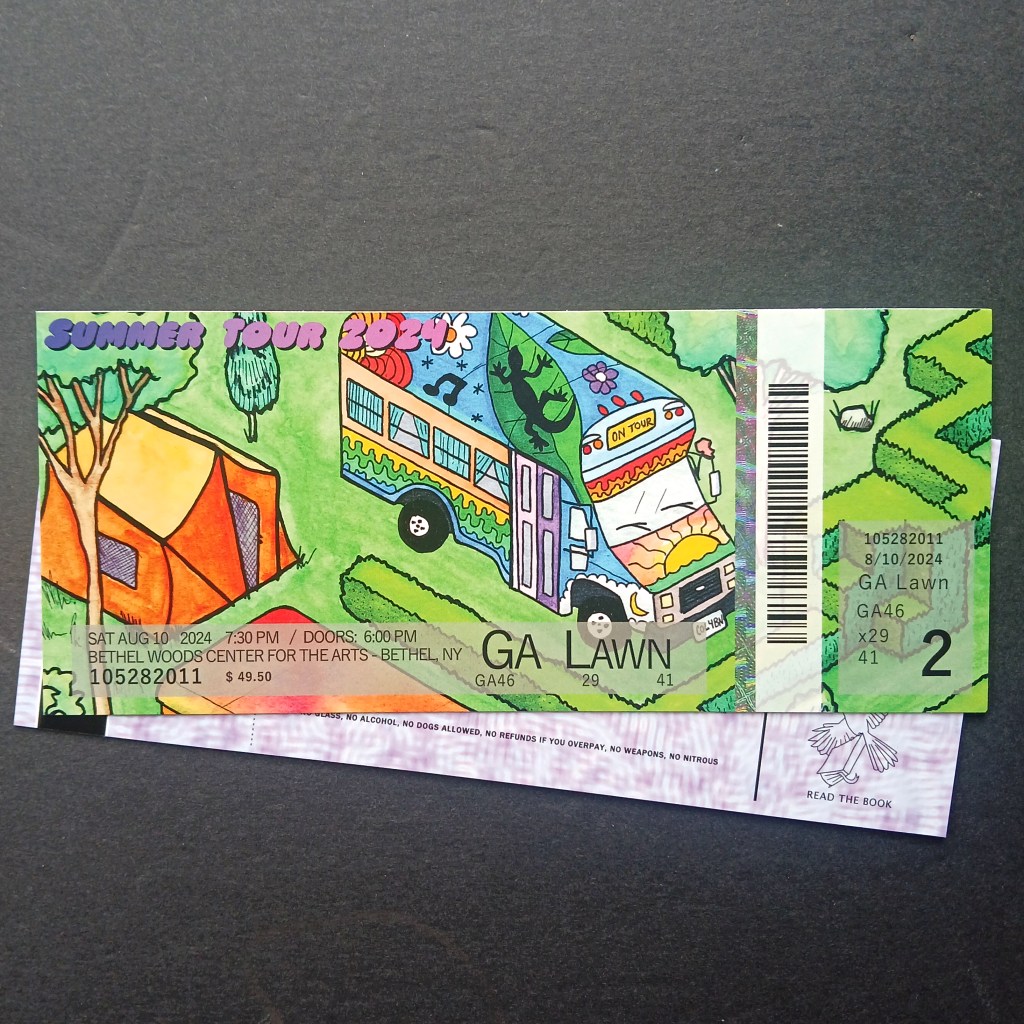 SUMMER TOUR 2024
ON TOUR
SAT AUG 10 2024 7:30 PM / DOORS: 6:00 PM
BETHEL WOODS CENTER FOR THE ARTS - BETHEL, NY
105282011 $ 49.50
GA LAWN
GA46 29 41
105282011
8/10/2024
GA Lawn
GA46
x29
41
2
GLASS, NO ALCOHOL, NO DOGS ALLOWED, NO REFUNDS IF YOU OVERPAY, NO WEAPONS, NO NITROUS
READ THE BOOK